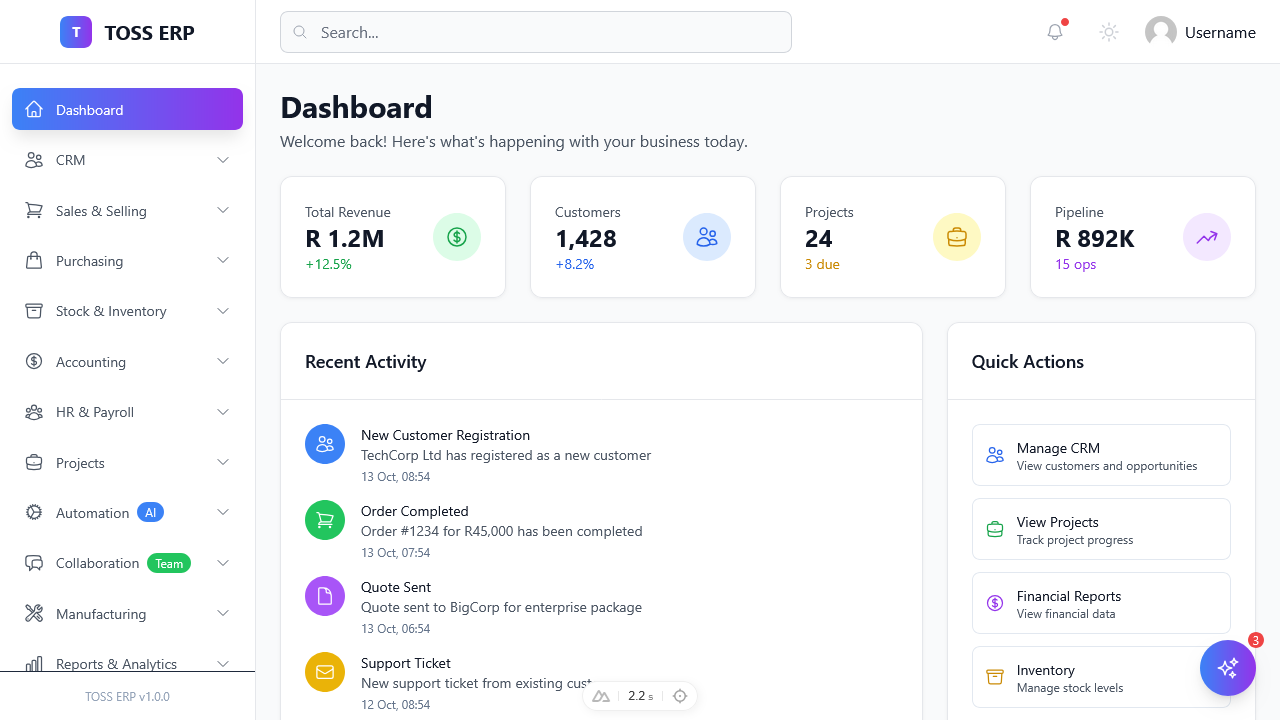 T TOSS ERP
Search...
Username
Dashboard
CRM
Sales & Selling
Purchasing
Stock & Inventory
Accounting
HR & Payroll
Projects
Automation AI
Collaboration Team
Manufacturing
Reports & Analytics
TOSS ERP v1.0.0
Dashboard
Welcome back! Here's what's happening with your business today.
Total Revenue
R 1.2M
+12.5%
Customers
1,428
+8.2%
Projects
24
3 due
Pipeline
R 892K
15 ops
Recent Activity
New Customer Registration
TechCorp Ltd has registered as a new customer
13 Oct, 08:54
Order Completed
Order #1234 for R45,000 has been completed
13 Oct, 07:54
Quote Sent
Quote sent to BigCorp for enterprise package
13 Oct, 06:54
Support Ticket
New support ticket from existing cust
12 Oct, 08:54
2.2 s
Quick Actions
Manage CRM
View customers and opportunities
View Projects
Track project progress
Financial Reports
View financial data
Inventory
Manage stock levels
3